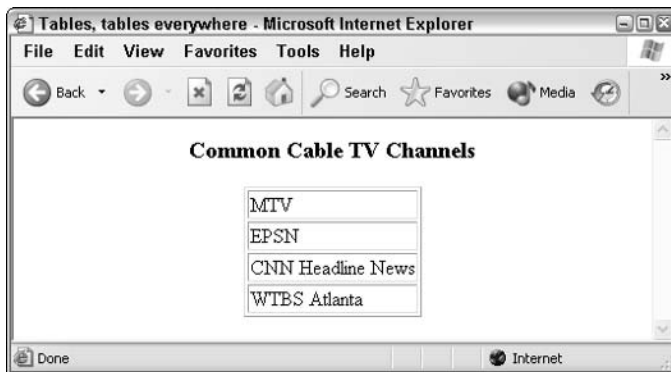 Tables, tables everywhere - Microsoft Internet Explorer
File Edit View Favorites Tools Help
Back Search Favorites Media »
Common Cable TV Channels
MTV
EPSN
CNN Headline News
WTBS Atlanta
Done Internet